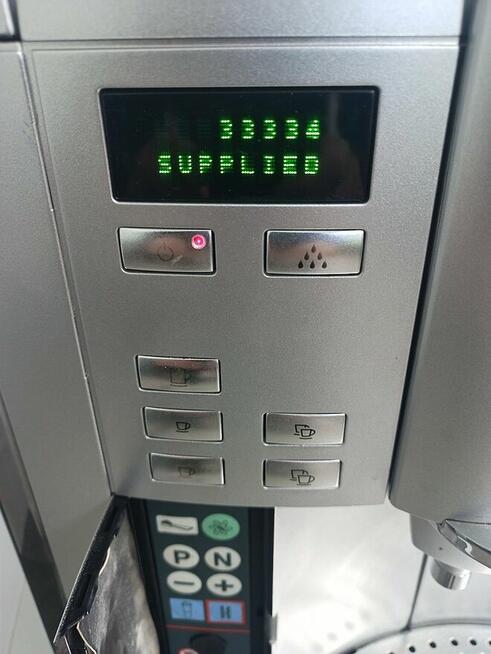 33334
SUPPLIED
P N
- +